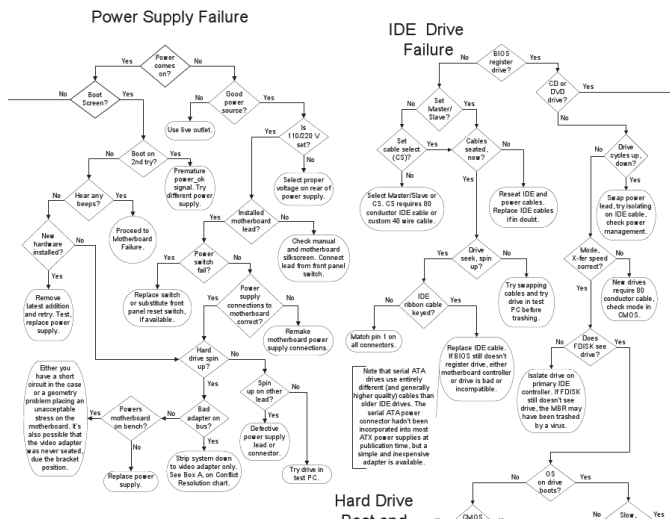 Power Supply Failure
IDE Drive
Failure
Power
comes
on?
Yes
No
Boot
Screen?
No
Yes
Good
power
source?
No
Yes
Use live outlet.
Is
110/220 V
set?
Yes
No
Boot on
2nd try?
No
Yes
Premature
power_ok
signal. Try
different power
supply.
Select proper
voltage on rear of
power supply.
Hear any
beeps?
No
Yes
Proceed to
Motherboard
Failure.
Installed
motherboard
lead?
Yes
No
Check manual
and motherboard
silkscreen. Connect
lead from front panel
switch.
New
hardware
installed?
No
Yes
Remove
latest addition
and retry. Test,
replace power
supply.
Power
switch
fail?
Yes
No
Replace switch
or substitute front
panel reset switch,
if available.
Power
supply
connections to
motherboard
correct?
Yes
No
Remake
motherboard power
supply connections.
Hard
drive spin
up?
Yes
No
Spin
up on other
lead?
No
Yes
Defective
power supply
lead or
connector.
Try drive in
test PC.
Bad
adapter on
bus?
No
Yes
Strip system down
to video adapter only.
See Box A, on Conflict
Resolution chart.
Powers
motherboard
on bench?
Yes
No
Replace power
supply.
Either you
have a short
circuit in the case
or a geometry
problem placing an
unacceptable
stress on the
motherboard. It's
also possible that
the video adapter
was never seated,
due the bracket
position.
BIOS
register
drive?
No
Yes
CD or
DVD
drive?
Yes
No
Set
Master/
Slave?
No
Yes
Set
cable select
(CS)?
Yes
No
Select Master/Slave or
CS. CS requires 80
conductor IDE cable or
custom 40 wire cable.
Cables
seated,
new?
No
Yes
Reseat IDE and
power cables.
Replace IDE cables
if in doubt.
Drive
cycles up,
down?
No
Yes
Swap power
lead, try isolating
on IDE cable,
check power
management.
Drive
seek, spin
up?
Yes
No
Try swapping
cables and try
drive in test
PC before
trashing.
Mode,
X-fer speed
correct?
Yes
No
New drives
require 80
conductor cable,
check mode in
CMOS.
IDE
ribbon cable
keyed?
No
Yes
Match pin 1 on
all connectors.
Replace IDE cable.
If BIOS still doesn't
register drive, either
motherboard controller
or drive is bad or
incompatible.
Does
FDISK see
drive?
No
Yes
Isolate drive on
primary IDE
controller. If FDISK
still doesn't see
drive, the MBR may
have been trashed
by a virus.
Note that serial ATA
drives use entirely
different (and generally
higher quality) cables than
older IDE drives. The
serial ATA power
connector hadn't been
incorporated into most
ATX power supplies at
publication time, but a
simple and inexpensive
adapter is available.
OS
on drive
boots?
No
Yes
Hard Drive
Boot and
CMOS
No
Slow,
Yes